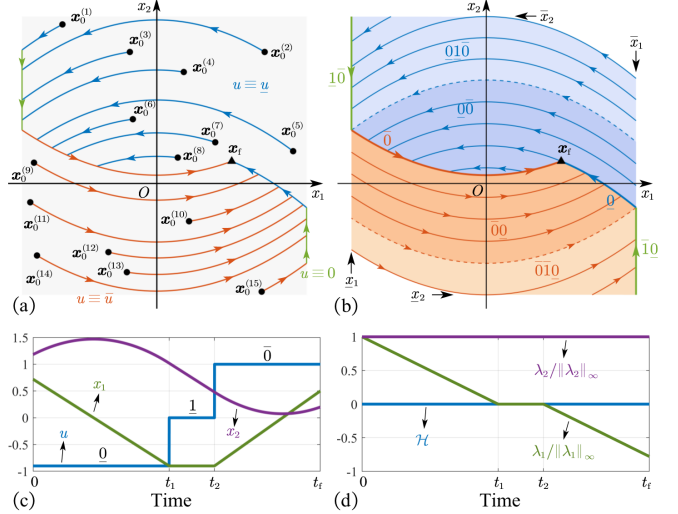 x₂
x₀⁽¹⁾
x₀⁽³⁾
x₀⁽²⁾
x₀⁽⁴⁾
u ≡ u̲
x₀⁽⁶⁾
x₀⁽⁷⁾
x₀⁽⁵⁾
x₀⁽⁸⁾
x_f
x₀⁽⁹⁾
O
x₁
x₀⁽¹⁰⁾
x₀⁽¹¹⁾
x₀⁽¹²⁾
x₀⁽¹³⁾
x₀⁽¹⁴⁾
u ≡ 0
x₀⁽¹⁵⁾
u ≡ u̅
(a)
x₂
x̅₂
x̅₁
0̲1̲0̅
1̲0̅
0̲0̅
0̅
x_f
O
x₁
0̲
0̅0̲
1̅0̲
0̅1̅0̲
x̲₁
x̲₂
(b)
1.5
1
0.5
0
-0.5
-1
0̅
x₁
1̲
x₂
u
0̲
0
t₁
t₂
t_f
(c)
Time
1
0.5
0
-0.5
-1
λ₂/‖λ₂‖∞
ℋ
λ₁/‖λ₁‖∞
0
t₁
t₂
t_f
(d)
Time